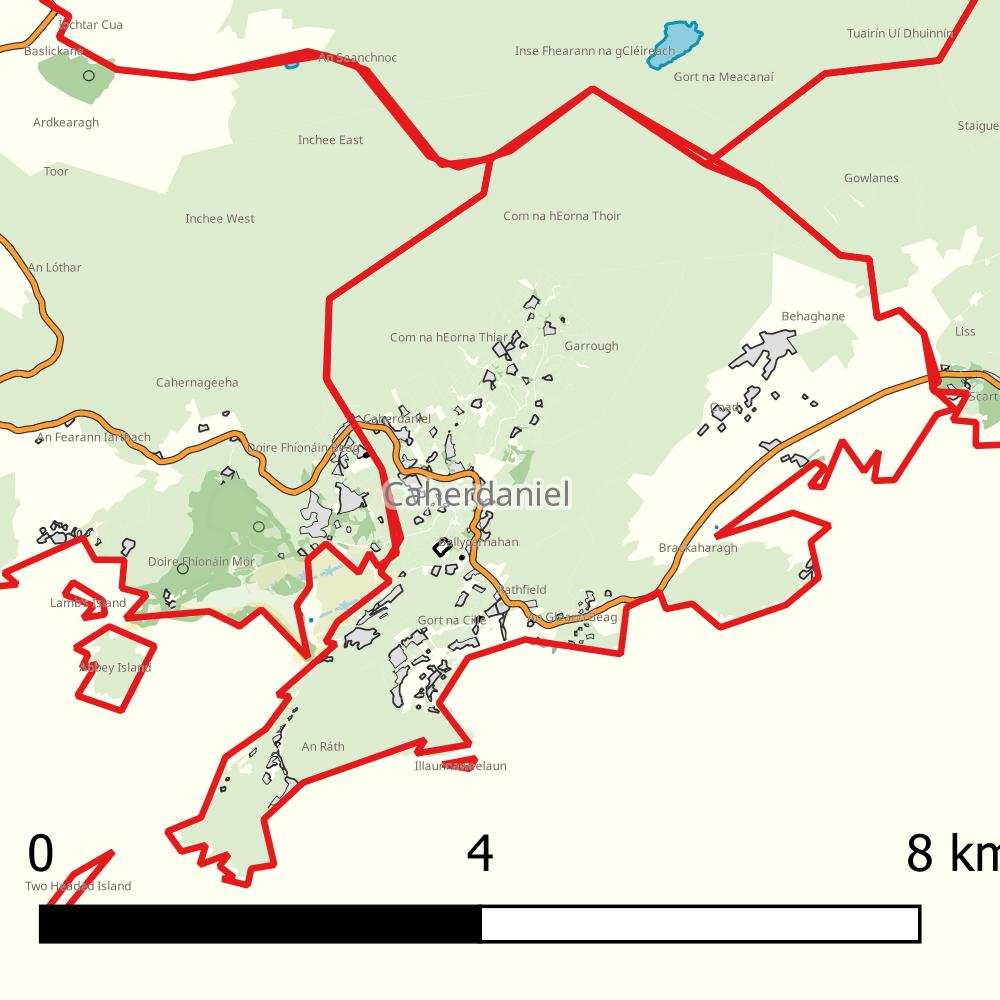 Íochtar Cua
Tuairín Uí Dhuinnín
Baslickane
Inse Fhearann na gCléireach
An Seanchnoc
Gort na Meacanaí
Ardkearagh
Staigue
Inchee East
Toor
Gowlanes
Com na hEorna Thoir
Inchee West
An Lóthar
Behaghane
Liss
Com na hEorna Thiar
Garrough
Cahernageeha
Scart
Coad
Caherdaniel
An Fearann Iarthach
Doire Fhíonáin Beag
Caherdaniel
Ballycarnahan
Brackaharagh
Doire Fhíonáin Mór
Rathfield
Lamb's Island
Gort na Cille
An Gleann Beag
Abbey Island
An Ráth
Illaunnaweelaun
0
4
8 km
Two Headed Island